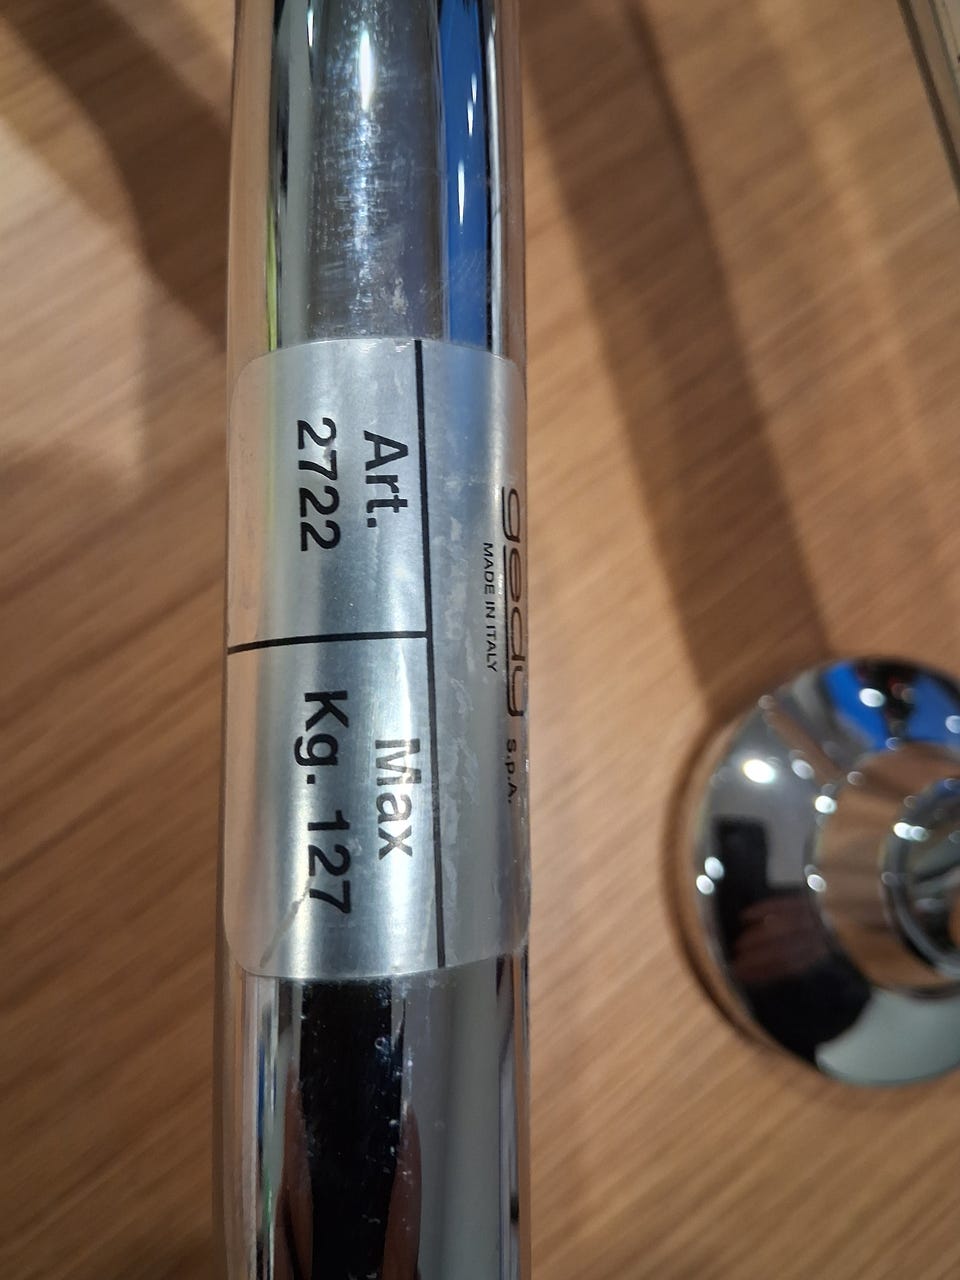 gedy S.p.A.
MADE IN ITALY
Art.
2722
Max
Kg. 127